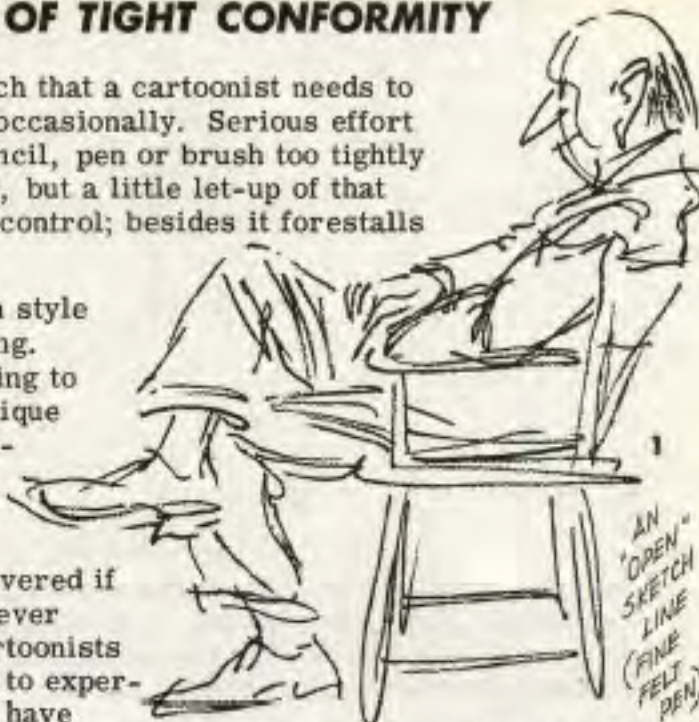 OF TIGHT CONFORMITY
ch that a cartoonist needs to
occasionally. Serious effort
ncil, pen or brush too tightly
, but a little let-up of that
control; besides it forestalls
style
ng.
ing to
ique
-
vered if
ever
rtoonists
to exper-
have
1
AN
"OPEN"
SKETCH
LINE
(FINE
FELT
PEN)